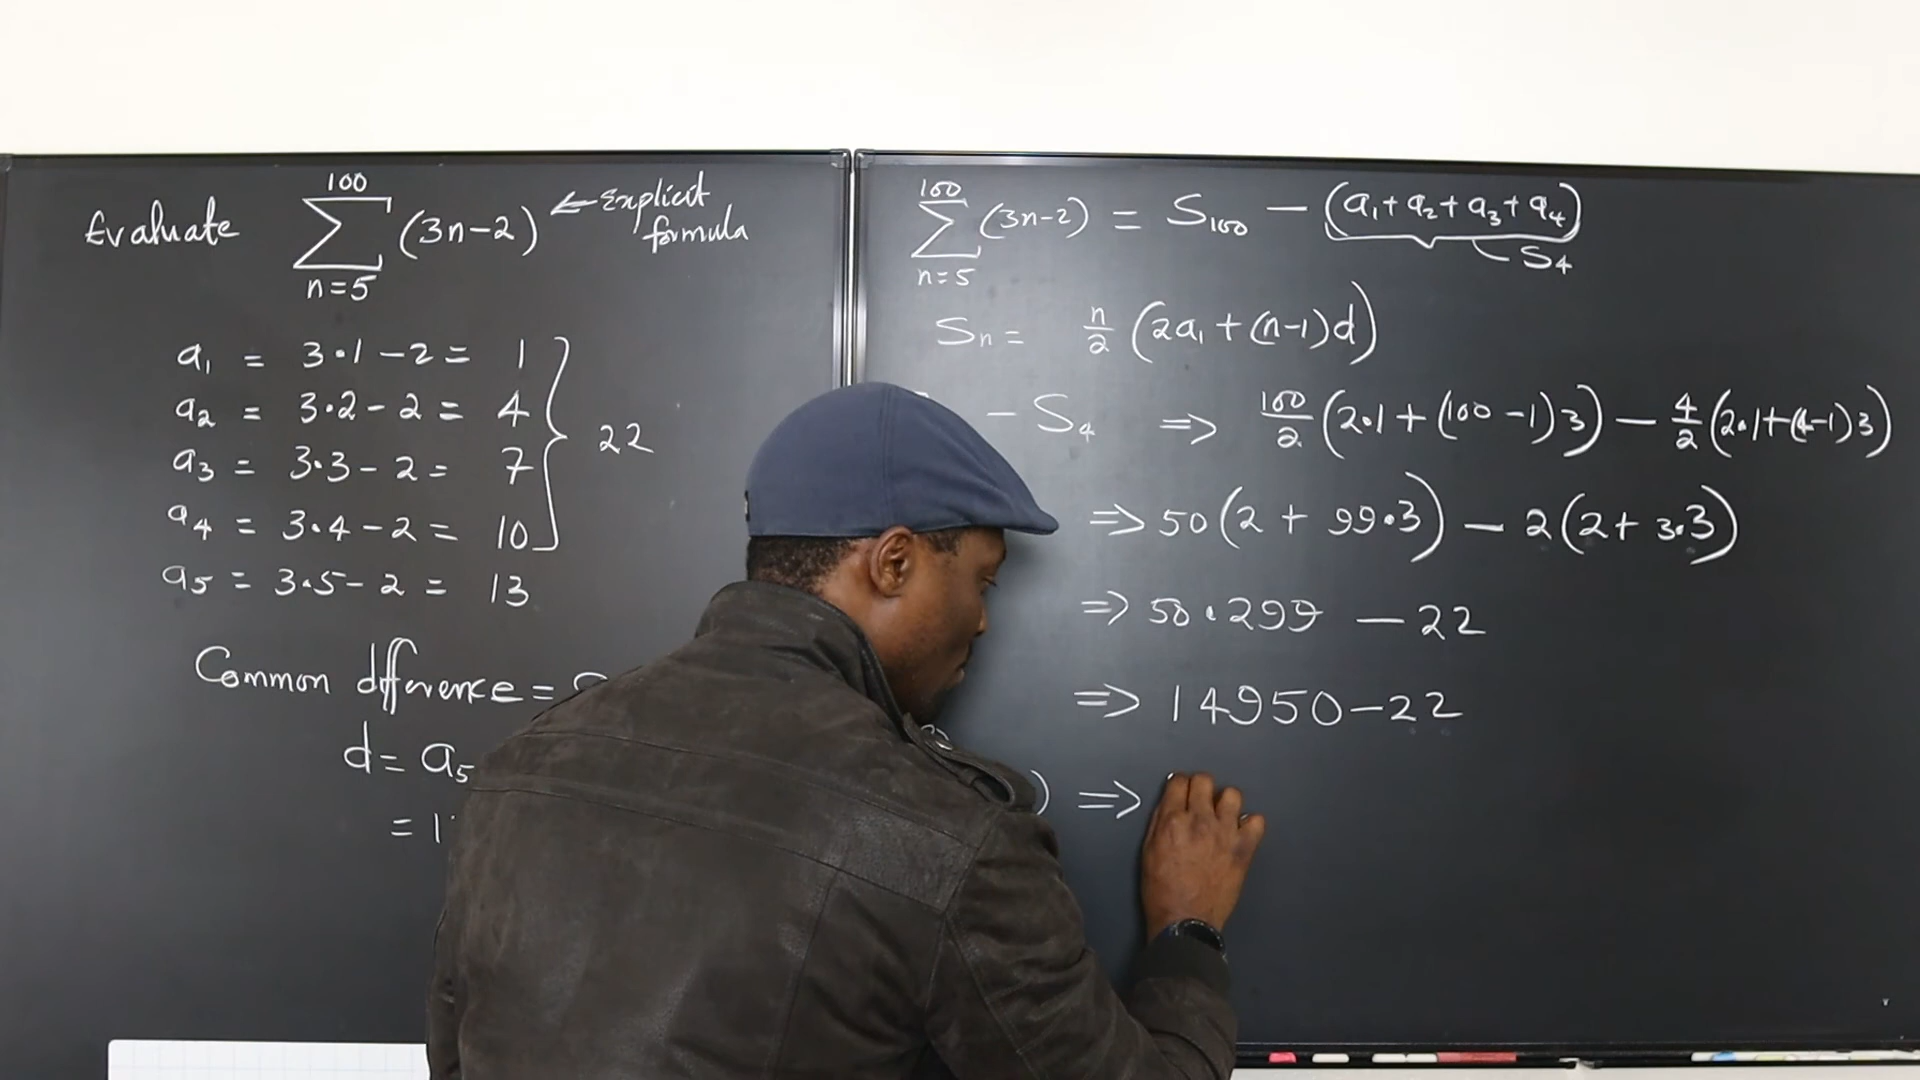 Evaluate 100 ∑ n=5 (3n-2) ← Explicit formula
a₁ = 3·1 - 2 = 1
a₂ = 3·2 - 2 = 4
a₃ = 3·3 - 2 = 7
a₄ = 3·4 - 2 = 10
22
a₅ = 3·5 - 2 = 13
Common difference =
d = a₅
= 1
100 ∑ n=5 (3n-2) = S₁₀₀ - (a₁ + a₂ + a₃ + a₄)
S₄
Sn = n/2 (2a₁ + (n-1)d)
- S₄ ⇒ 100/2 (2·1 + (100-1)3) - 4/2 (2·1 + (4-1)3)
⇒ 50(2 + 99·3) - 2(2 + 3·3)
⇒ 50·299 - 22
⇒ 14950 - 22
) ⇒